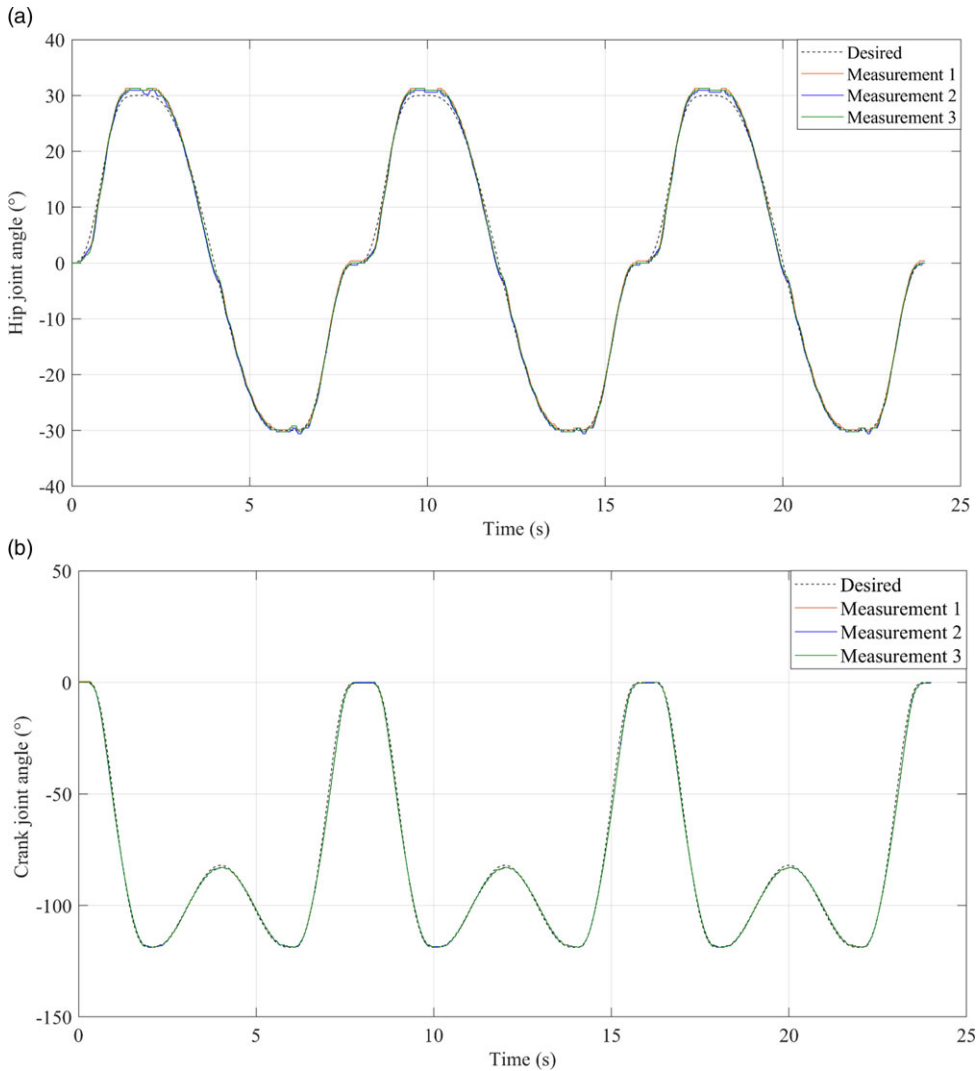 (a)
40
30
20
10
0
-10
-20
-30
-40
Hip joint angle (°)
Desired
Measurement 1
Measurement 2
Measurement 3
0
5
10
15
20
25
Time (s)
(b)
50
0
-50
-100
-150
Crank joint angle (°)
Desired
Measurement 1
Measurement 2
Measurement 3
0
5
10
15
20
25
Time (s)